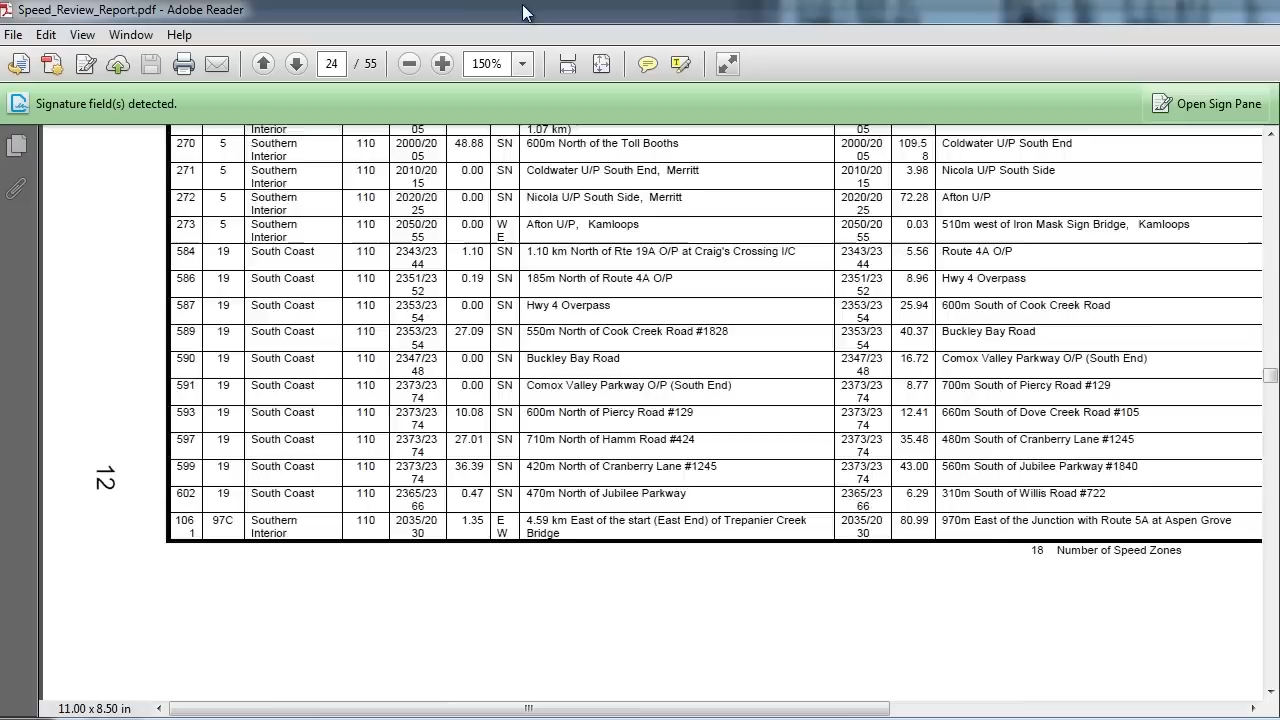 Speed_Review_Report.pdf - Adobe Reader
File Edit View Window Help
24 / 55 150%
Signature field(s) detected. Open Sign Pane
Interior 05 1.07 km) 05
270 5 Southern 110 2000/20 48.88 SN 600m North of the Toll Booths 2000/20 109.5 Coldwater U/P South End
Interior 05 05 8
271 5 Southern 110 2010/20 0.00 SN Coldwater U/P South End, Merritt 2010/20 3.98 Nicola U/P South Side
Interior 15 15
272 5 Southern 110 2020/20 0.00 SN Nicola U/P South Side, Merritt 2020/20 72.28 Afton U/P
Interior 25 25
273 5 Southern 110 2050/20 0.00 W Afton U/P, Kamloops 2050/20 0.03 510m west of Iron Mask Sign Bridge, Kamloops
Interior 55 E 55
584 19 South Coast 110 2343/23 1.10 SN 1.10 km North of Rte 19A O/P at Craig's Crossing I/C 2343/23 5.56 Route 4A O/P
44 44
586 19 South Coast 110 2351/23 0.19 SN 185m North of Route 4A O/P 2351/23 8.96 Hwy 4 Overpass
52 52
587 19 South Coast 110 2353/23 0.00 SN Hwy 4 Overpass 2353/23 25.94 600m South of Cook Creek Road
54 54
589 19 South Coast 110 2353/23 27.09 SN 550m North of Cook Creek Road #1828 2353/23 40.37 Buckley Bay Road
54 54
590 19 South Coast 110 2347/23 0.00 SN Buckley Bay Road 2347/23 16.72 Comox Valley Parkway O/P (South End)
48 48
591 19 South Coast 110 2373/23 0.00 SN Comox Valley Parkway O/P (South End) 2373/23 8.77 700m South of Piercy Road #129
74 74
593 19 South Coast 110 2373/23 10.08 SN 600m North of Piercy Road #129 2373/23 12.41 660m South of Dove Creek Road #105
74 74
597 19 South Coast 110 2373/23 27.01 SN 710m North of Hamm Road #424 2373/23 35.48 480m South of Cranberry Lane #1245
74 74
599 19 South Coast 110 2373/23 36.39 SN 420m North of Cranberry Lane #1245 2373/23 43.00 560m South of Jubilee Parkway #1840
74 74
602 19 South Coast 110 2365/23 0.47 SN 470m North of Jubilee Parkway 2365/23 6.29 310m South of Willis Road #722
66 66
106 97C Southern 110 2035/20 1.35 E 4.59 km East of the start (East End) of Trepanier Creek 2035/20 80.99 970m East of the Junction with Route 5A at Aspen Grove
1 Interior 30 W Bridge 30
18 Number of Speed Zones
12
11.00 x 8.50 in